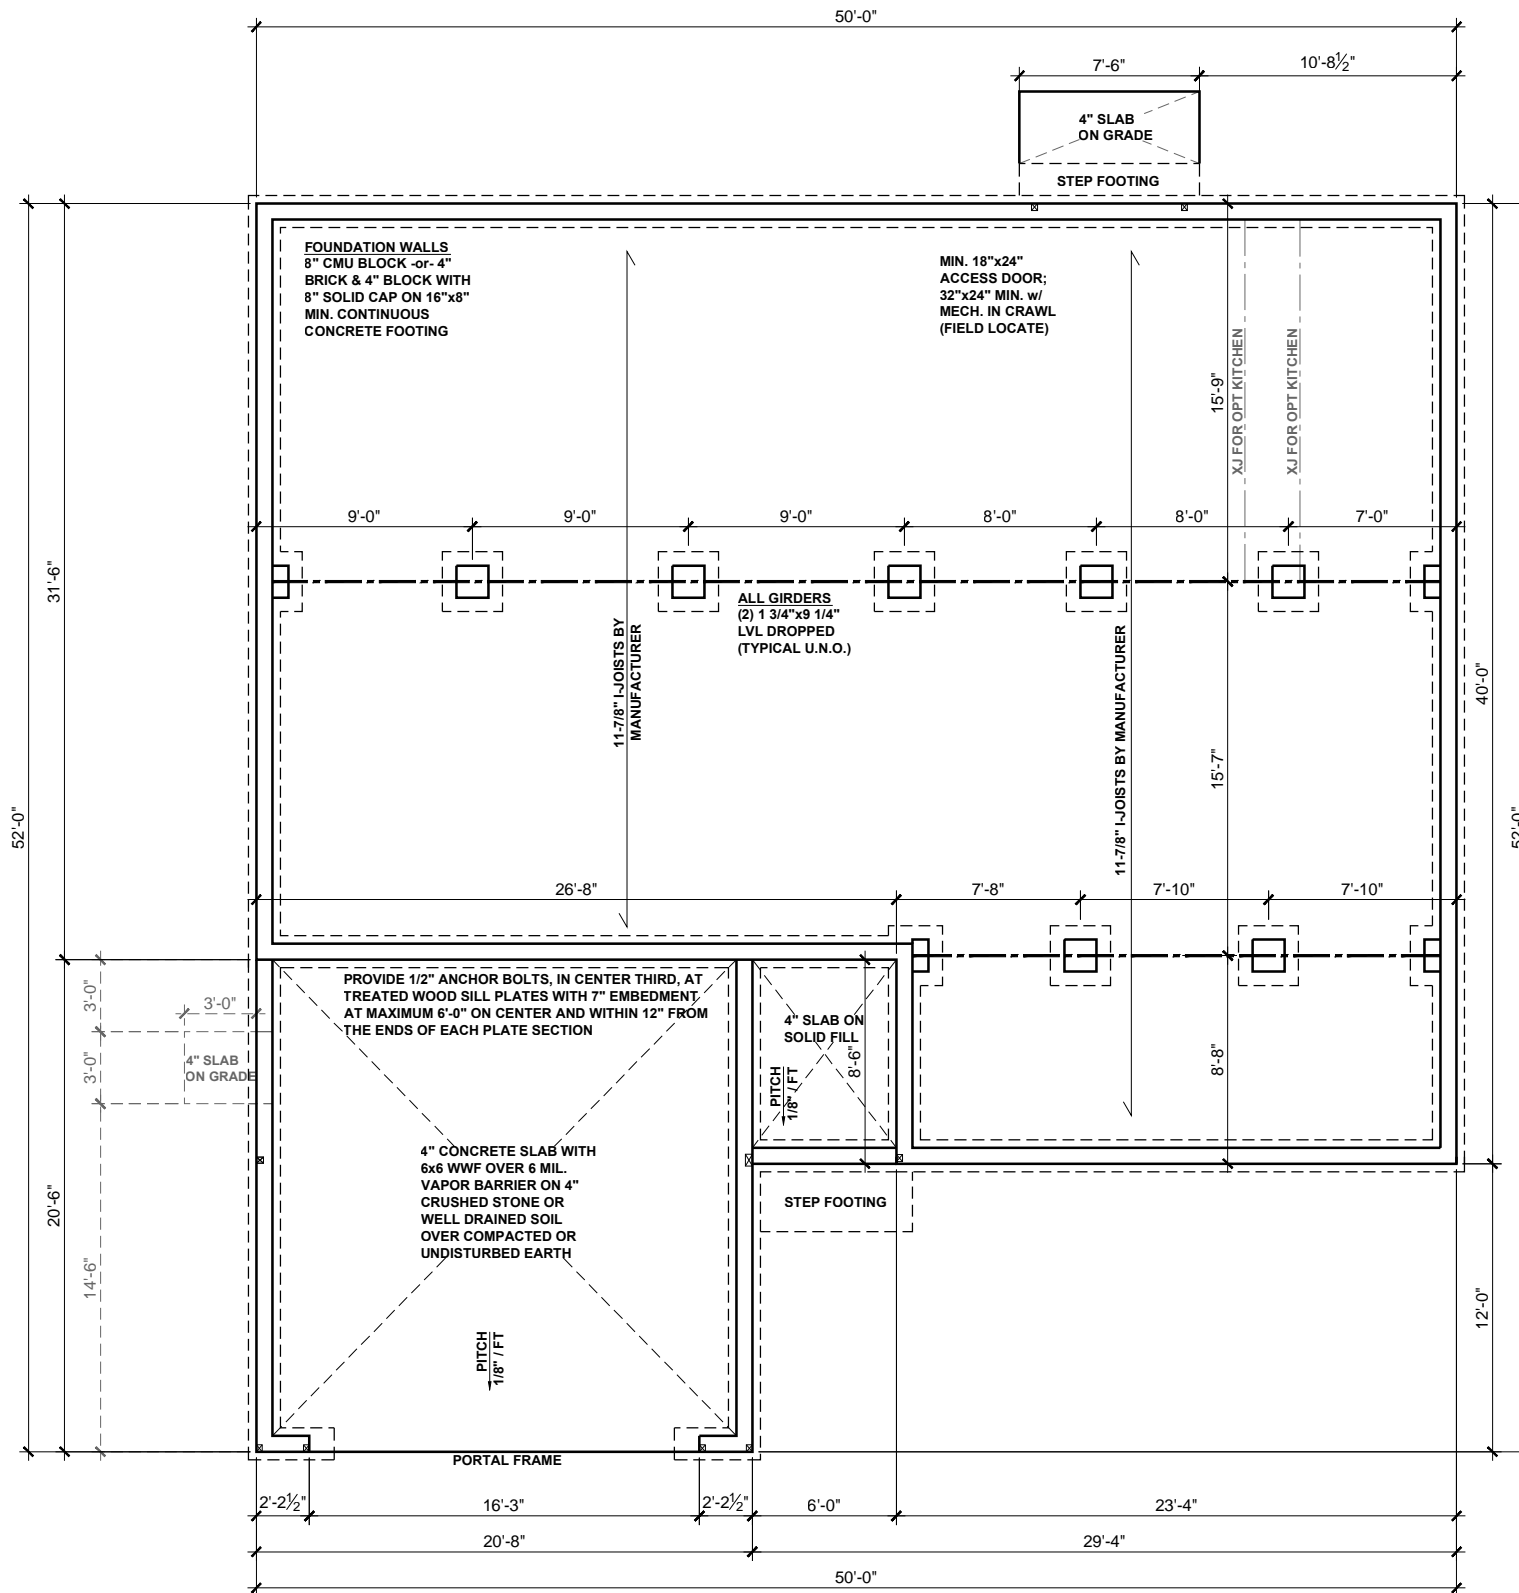 50'-0"
7'-6"
10'-8½"
4" SLAB
ON GRADE
STEP FOOTING
FOUNDATION WALLS
8" CMU BLOCK -or- 4"
BRICK & 4" BLOCK WITH
8" SOLID CAP ON 16"x8"
MIN. CONTINUOUS
CONCRETE FOOTING
MIN. 18"x24"
ACCESS DOOR;
32"x24" MIN. w/
MECH. IN CRAWL
(FIELD LOCATE)
15'-9"
XJ FOR OPT KITCHEN
XJ FOR OPT KITCHEN
9'-0"
9'-0"
9'-0"
8'-0"
8'-0"
7'-0"
31'-6"
ALL GIRDERS
(2) 1 3/4"x9 1/4"
LVL DROPPED
(TYPICAL U.N.O.)
11-7/8" I-JOISTS BY
MANUFACTURER
11-7/8" I-JOISTS BY MANUFACTURER
40'-0"
15'-7"
52'-0"
52'-0"
26'-8"
7'-8"
7'-10"
7'-10"
PROVIDE 1/2" ANCHOR BOLTS, IN CENTER THIRD, AT
TREATED WOOD SILL PLATES WITH 7" EMBEDMENT
AT MAXIMUM 6'-0" ON CENTER AND WITHIN 12" FROM
THE ENDS OF EACH PLATE SECTION
3'-0"
3'-0"
3'-0"
4" SLAB
ON GRADE
4" SLAB ON
SOLID FILL
8'-6"
PITCH
1/8" / FT
8'-8"
4" CONCRETE SLAB WITH
6x6 WWF OVER 6 MIL.
VAPOR BARRIER ON 4"
CRUSHED STONE OR
WELL DRAINED SOIL
OVER COMPACTED OR
UNDISTURBED EARTH
STEP FOOTING
20'-6"
14'-6"
12'-0"
PITCH
1/8" / FT
PORTAL FRAME
2'-2½"
16'-3"
2'-2½"
6'-0"
23'-4"
20'-8"
29'-4"
50'-0"